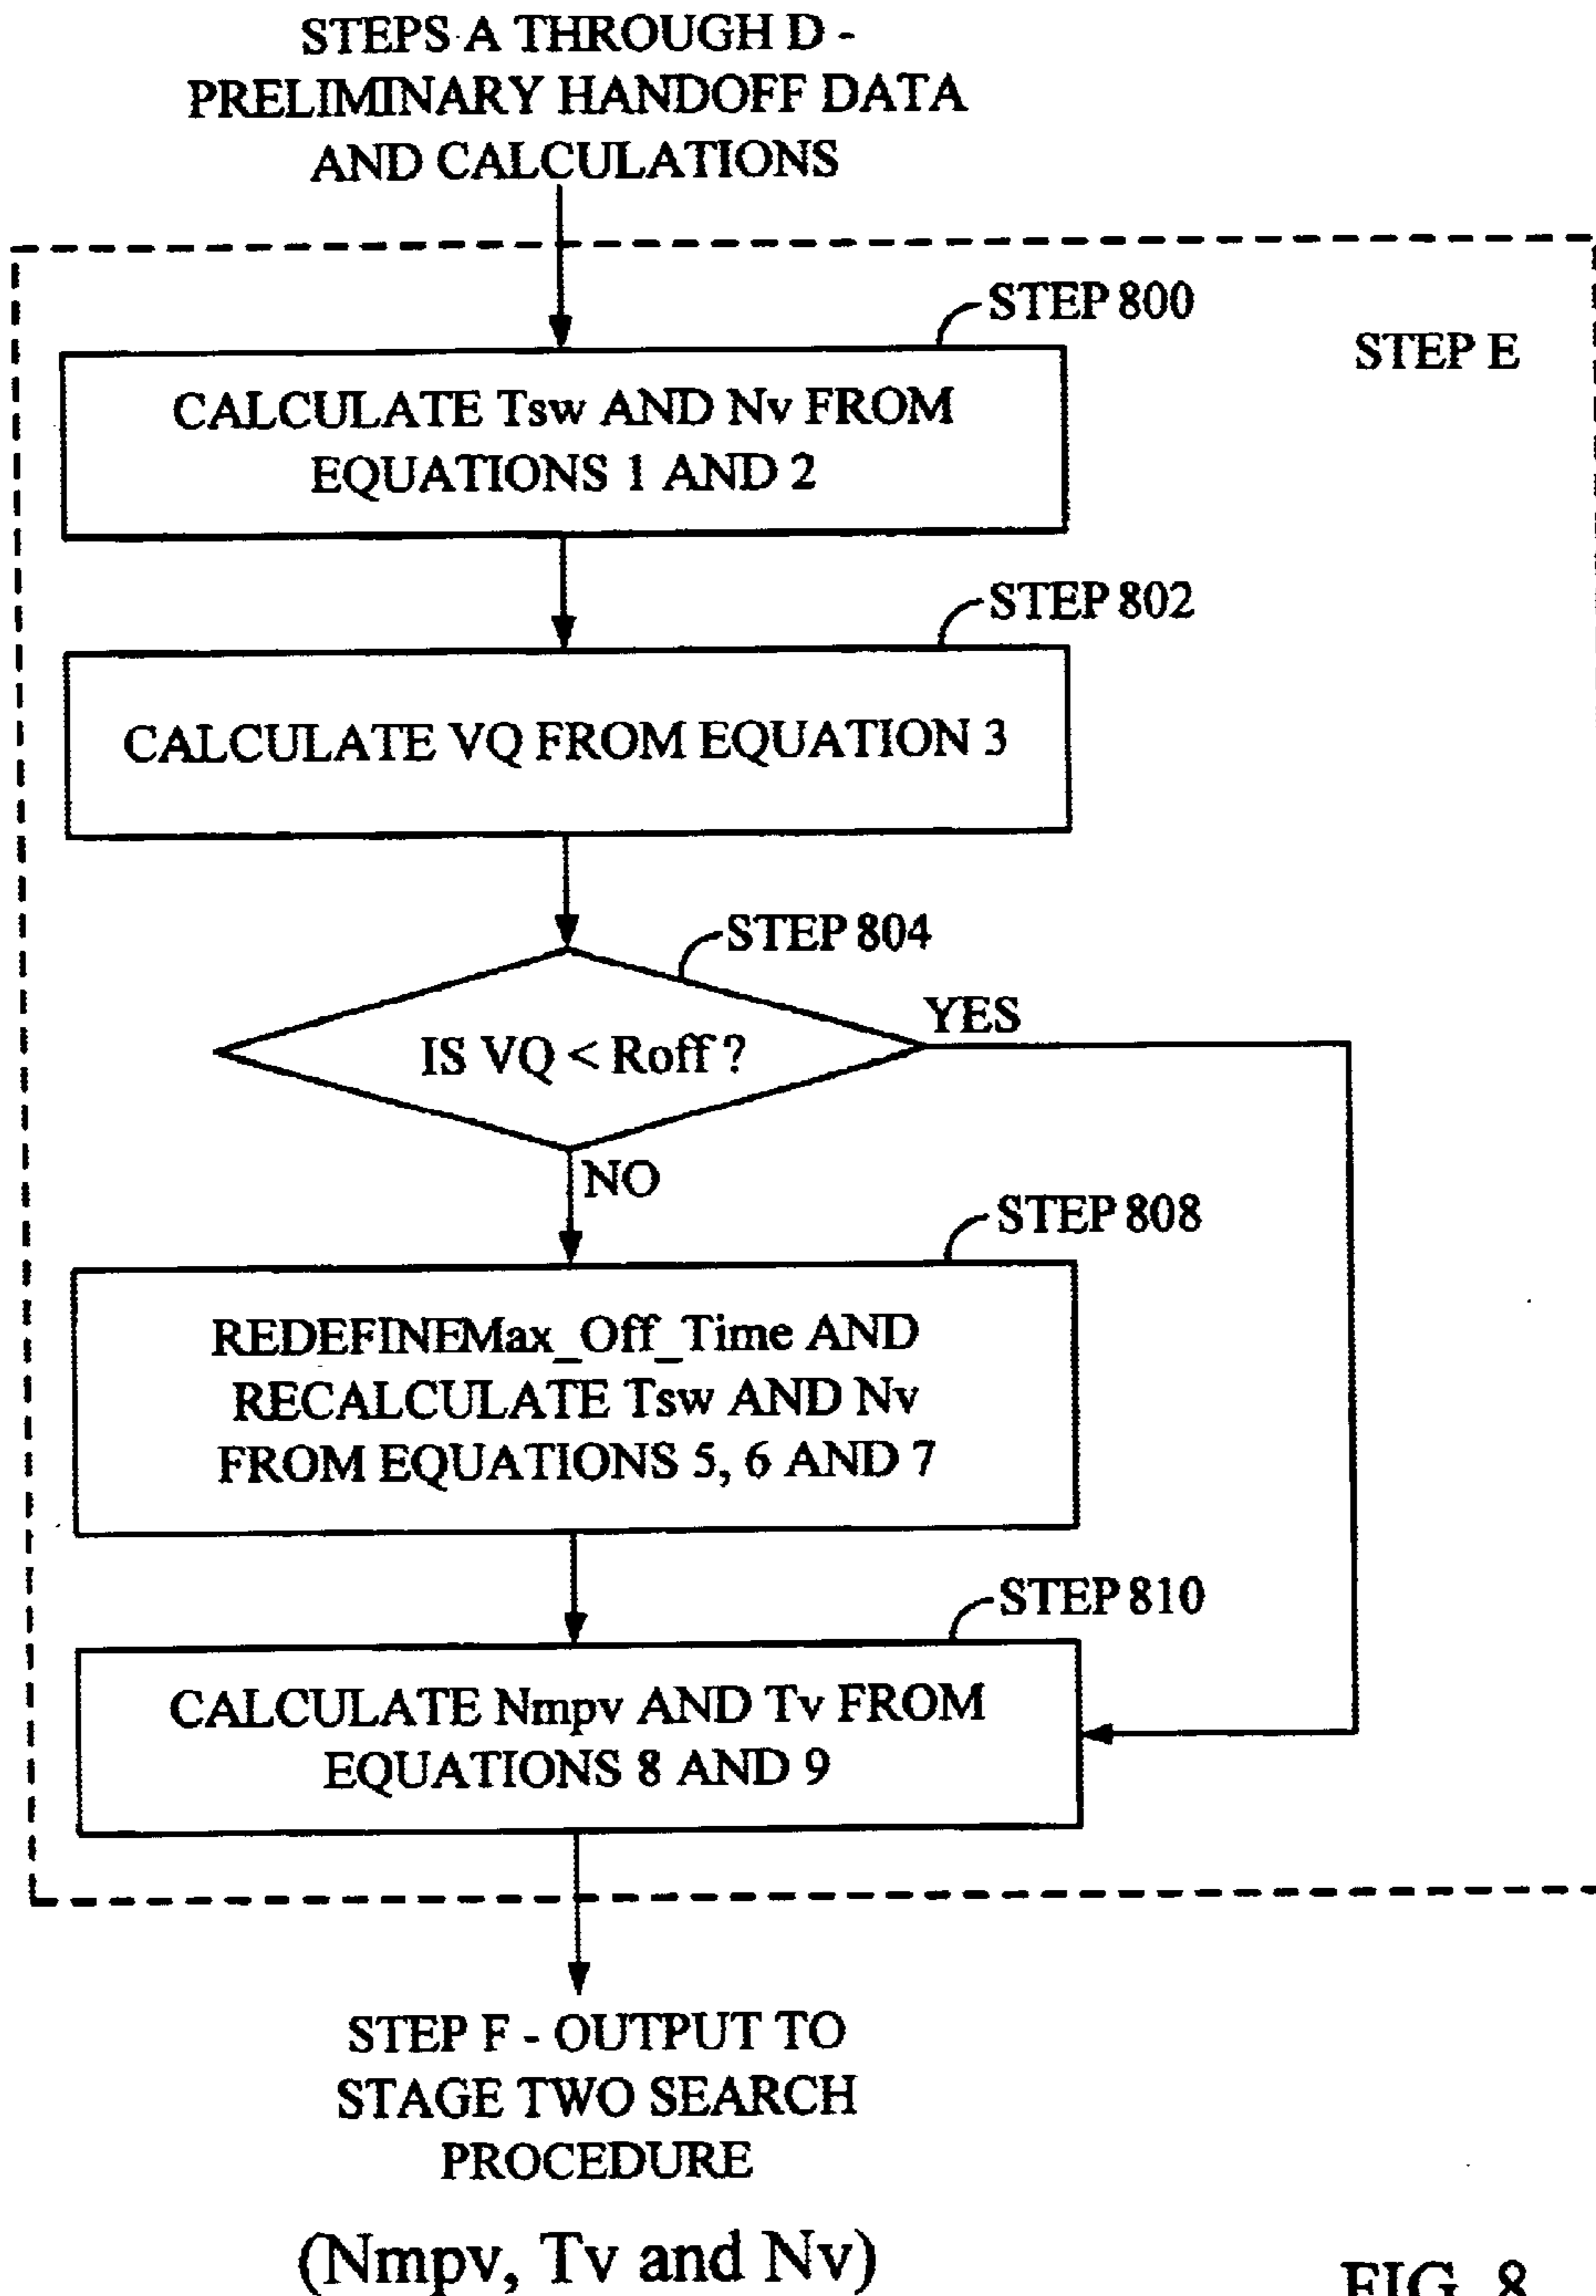 STEPS A THROUGH D -
PRELIMINARY HANDOFF DATA
AND CALCULATIONS
STEP 800
STEP E
CALCULATE Tsw AND Nv FROM
EQUATIONS 1 AND 2
STEP 802
CALCULATE VQ FROM EQUATION 3
STEP 804
YES
IS VQ < Roff ?
NO
STEP 808
REDEFINEMax_Off_Time AND
RECALCULATE Tsw AND Nv
FROM EQUATIONS 5, 6 AND 7
STEP 810
CALCULATE Nmpv AND Tv FROM
EQUATIONS 8 AND 9
STEP F - OUTPUT TO
STAGE TWO SEARCH
PROCEDURE
(Nmpv, Tv and Nv)
FIG. 8